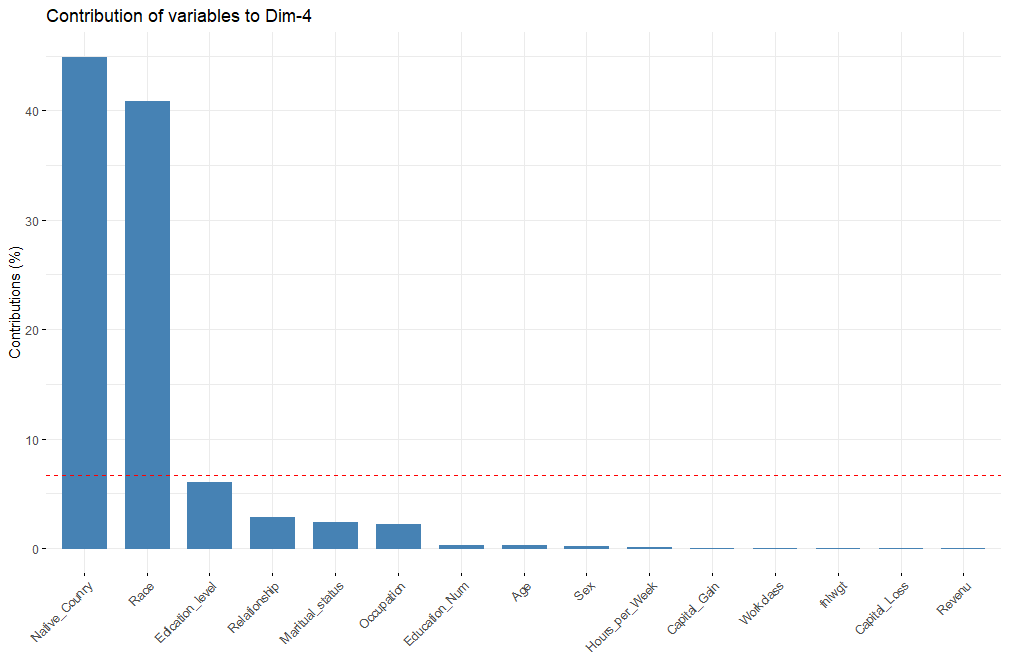 Contribution of variables to Dim-4
Contributions (%)
40
30
20
10
0
Native_Counry
Race
Edcation_level
Relationship
Maritual_status
Occupation
Education_Num
Age
Sex
Hours_per_Week
Capital_Gain
Workclass
fnlwgt
Capital_Loss
Revenu